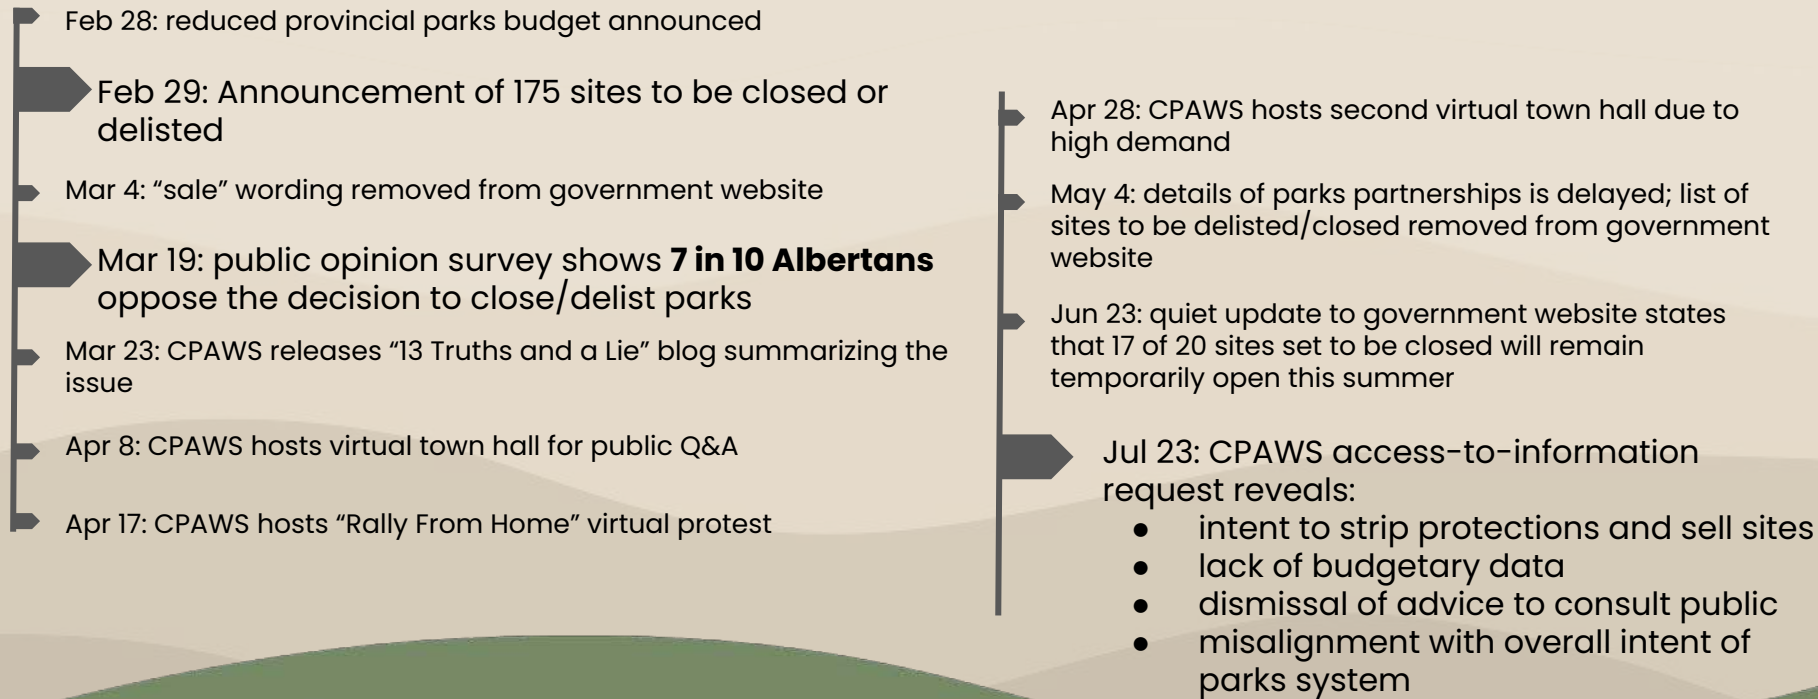 Feb 28: reduced provincial parks budget announced
Feb 29: Announcement of 175 sites to be closed or
delisted
Mar 4: “sale” wording removed from government website
Mar 19: public opinion survey shows 7 in 10 Albertans
oppose the decision to close/delist parks
Mar 23: CPAWS releases “13 Truths and a Lie” blog summarizing the
issue
Apr 8: CPAWS hosts virtual town hall for public Q&A
Apr 17: CPAWS hosts “Rally From Home” virtual protest
Apr 28: CPAWS hosts second virtual town hall due to
high demand
May 4: details of parks partnerships is delayed; list of
sites to be delisted/closed removed from government
website
Jun 23: quiet update to government website states
that 17 of 20 sites set to be closed will remain
temporarily open this summer
Jul 23: CPAWS access-to-information
request reveals:
● intent to strip protections and sell sites
● lack of budgetary data
● dismissal of advice to consult public
● misalignment with overall intent of
parks system